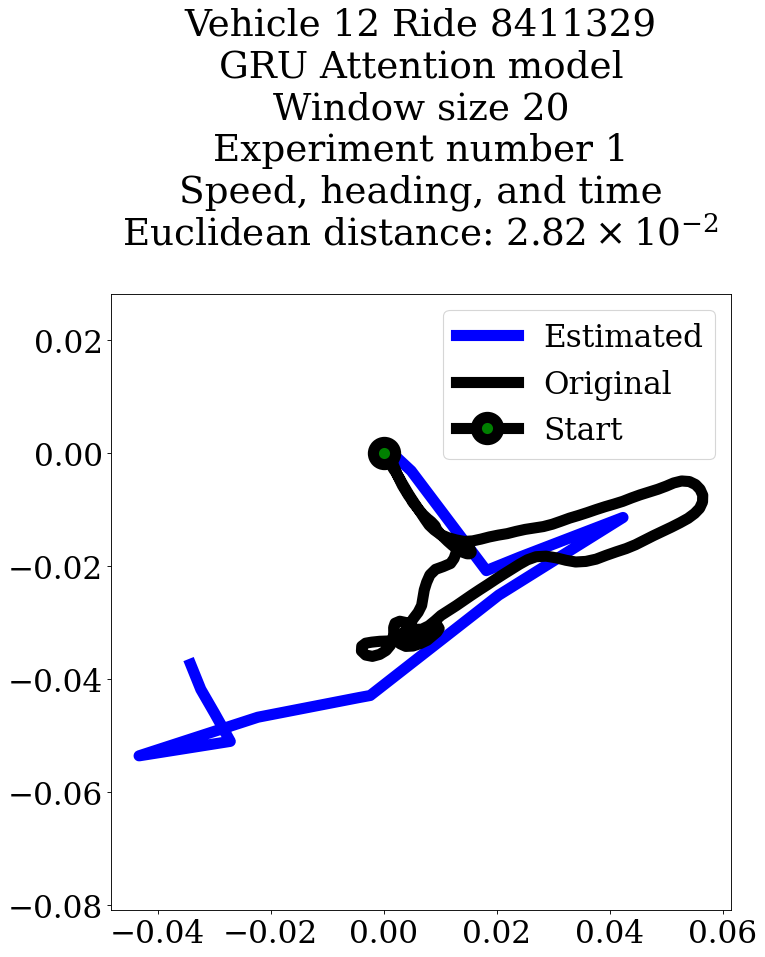 Vehicle 12 Ride 8411329
GRU Attention model
Window size 20
Experiment number 1
Speed, heading, and time
Euclidean distance: 2.82 × 10⁻²
Estimated
Original
Start
0.02
0.00
−0.02
−0.04
−0.06
−0.08
−0.04 −0.02 0.00 0.02 0.04 0.06